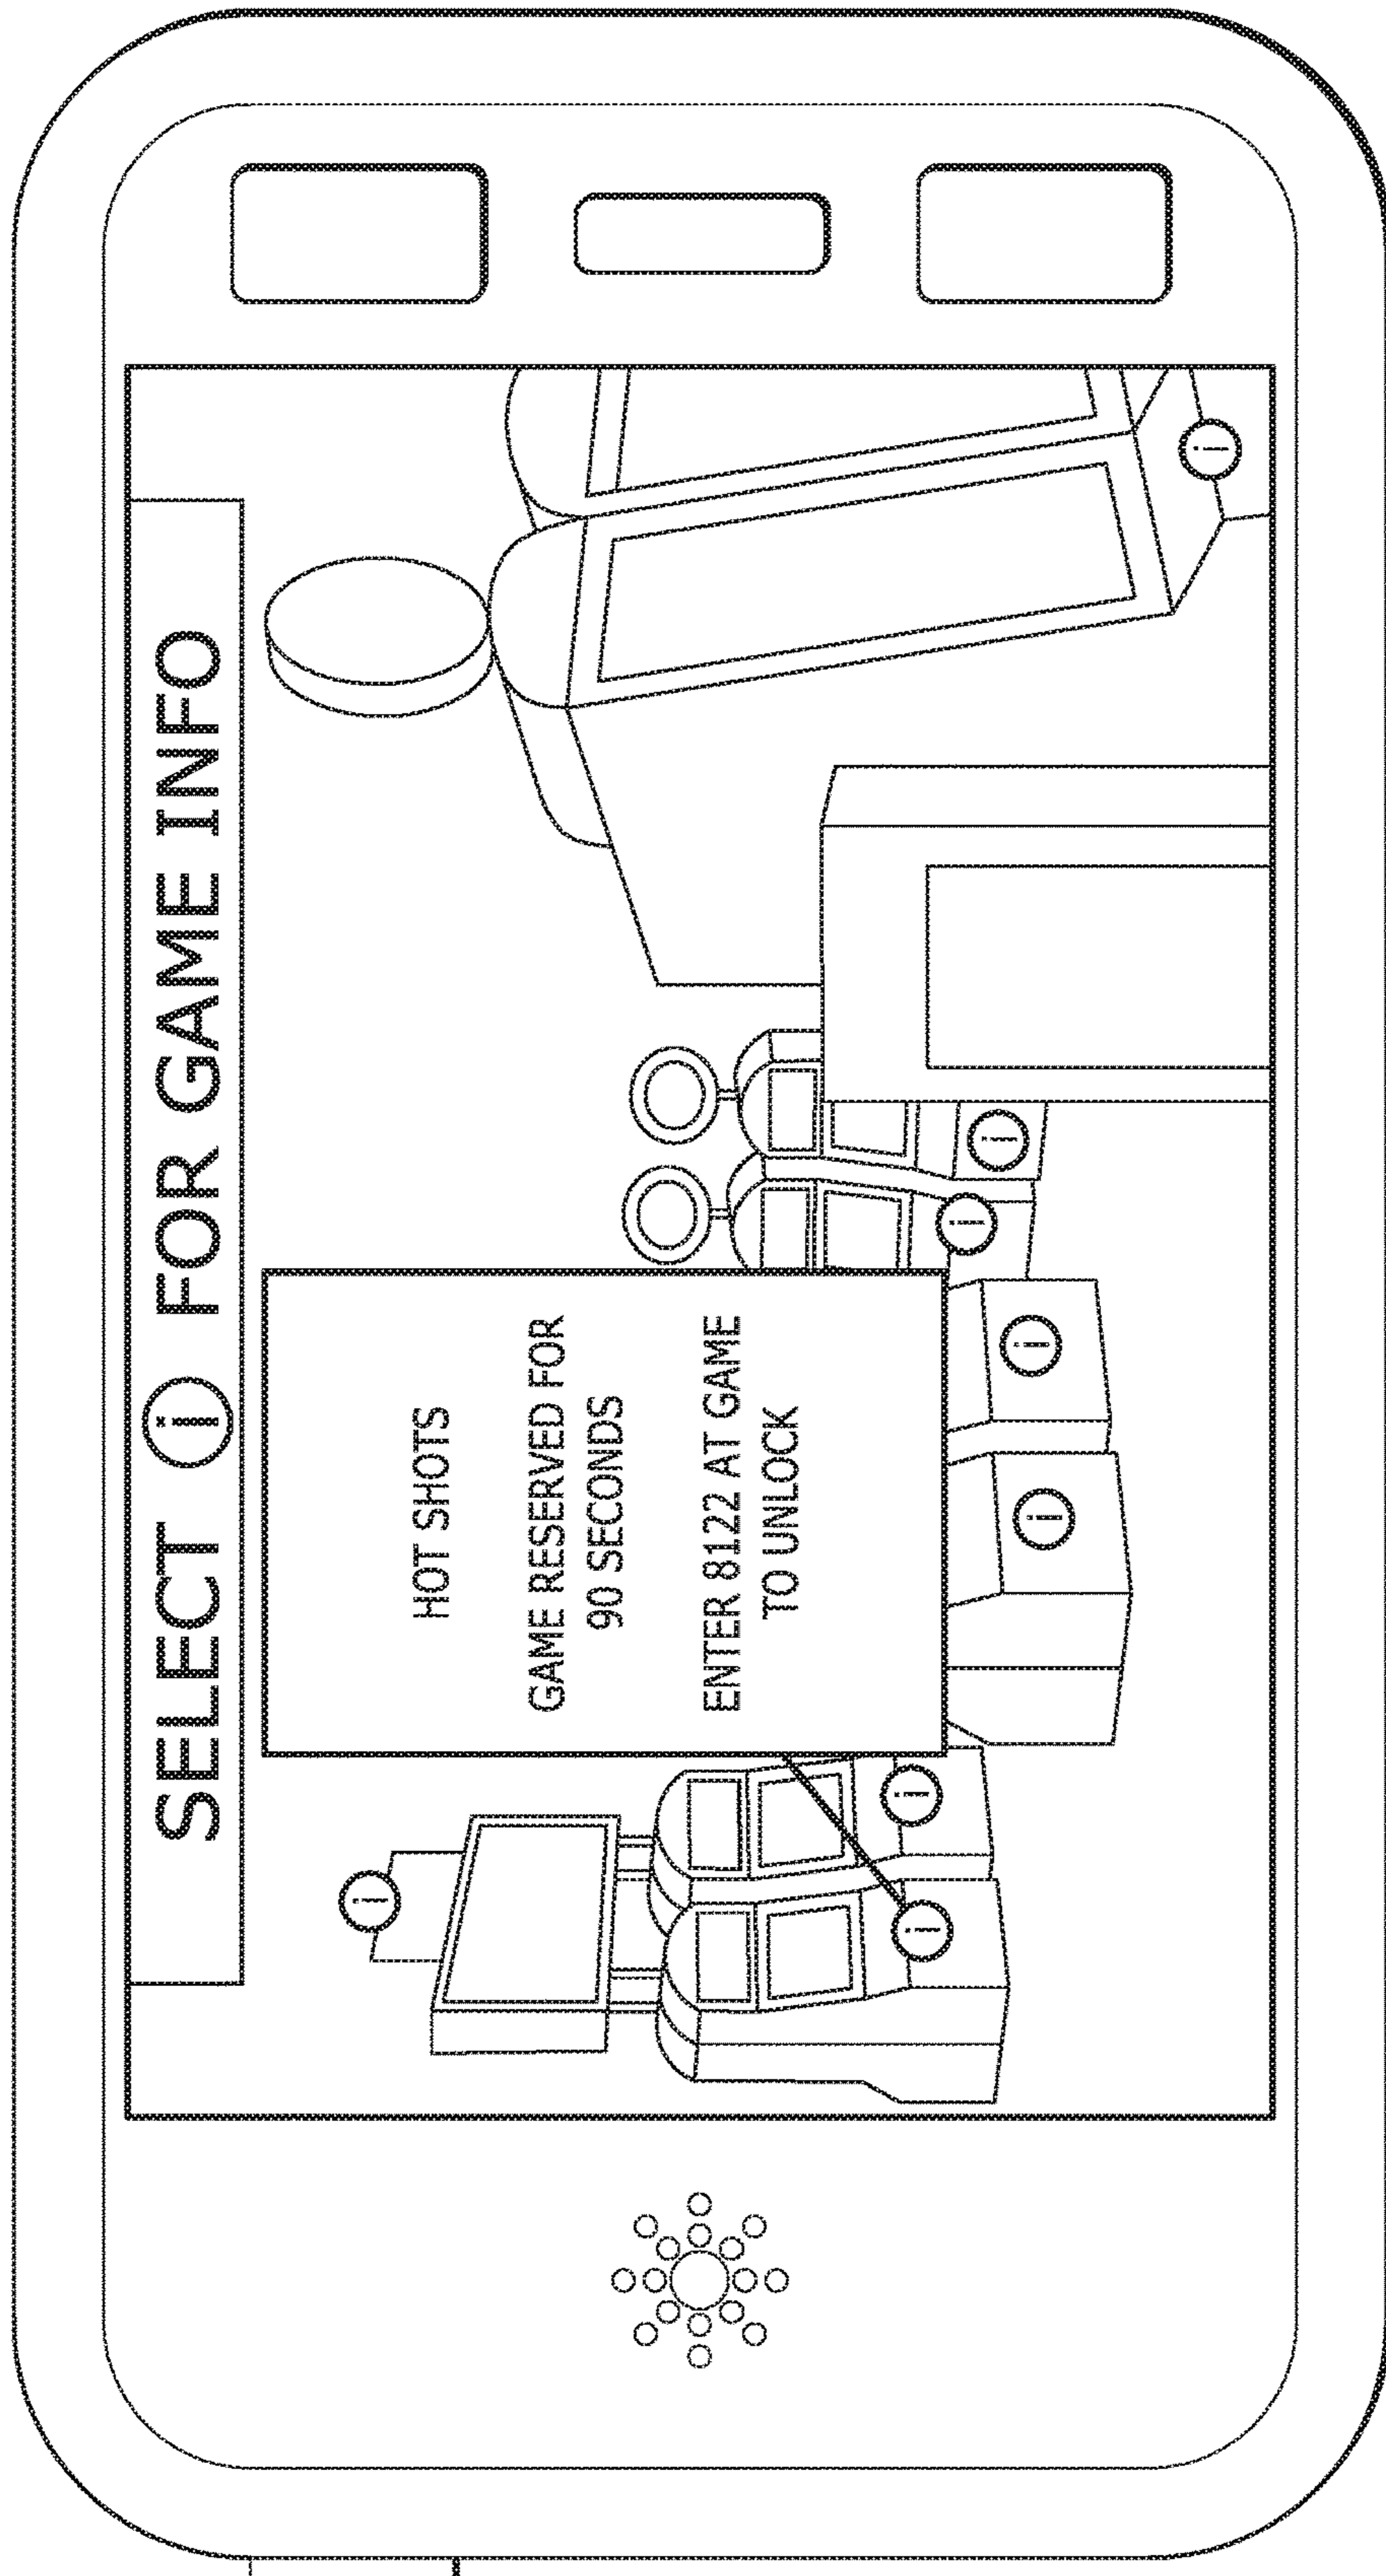 SELECT i FOR GAME INFO
HOT SHOTS
GAME RESERVED FOR
90 SECONDS
ENTER 8122 AT GAME
TO UNLOCK
i
i
i
i
i
i
i
i